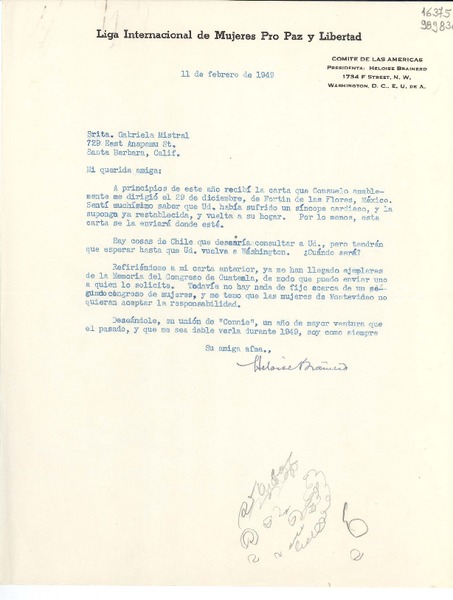 16375
Liga Internacional de Mujeres Pro Paz y Libertad
COMITE DE LAS AMERICAS
PRESIDENTA: HELOISE BRAINERD
1734 F STREET, N. W.
WASHINGTON, D. C., E. U. DE A.
11 de febrero de 1949
Srita. Gabriela Mistral
729 East Anapamu St.
Santa Barbara, Calif.
Mi querida amiga:
A principios de este año recibí la carta que Consuelo amable-
mente me dirigió el 29 de diciembre, de Fortin de las Flores, México.
Sentí muchísimo saber que Ud. había sufrido un síncope cardíaco, y la
supongo ya restablecida, y vuelta a su hogar. Por lo menos, esta
carta se la enviaré donde esté.
Hay cosas de Chile que desearía consultar a Ud., pero tendrán
que esperar hasta que Ud. vuelva a Wáshington. ¿Cuándo será?
Refiriéndome a mi carta anterior, ya me han llegado ejemplares
de la Memoria del Congreso de Guatemla, de modo que puedo enviar uno
a quien lo solicite. Todavía no hay nada de fijo acerca de un se-
gundo congreso de mujeres, y me temo que las mujeres de Montevideo no
quieran aceptar la responsabilidad.
Deseándole, en unión de "Connie", un año de mayor ventura que
el pasado, y que me sea dable verla durante 1949, soy como siempre
Su amiga afma.,
Heloise Brainerd